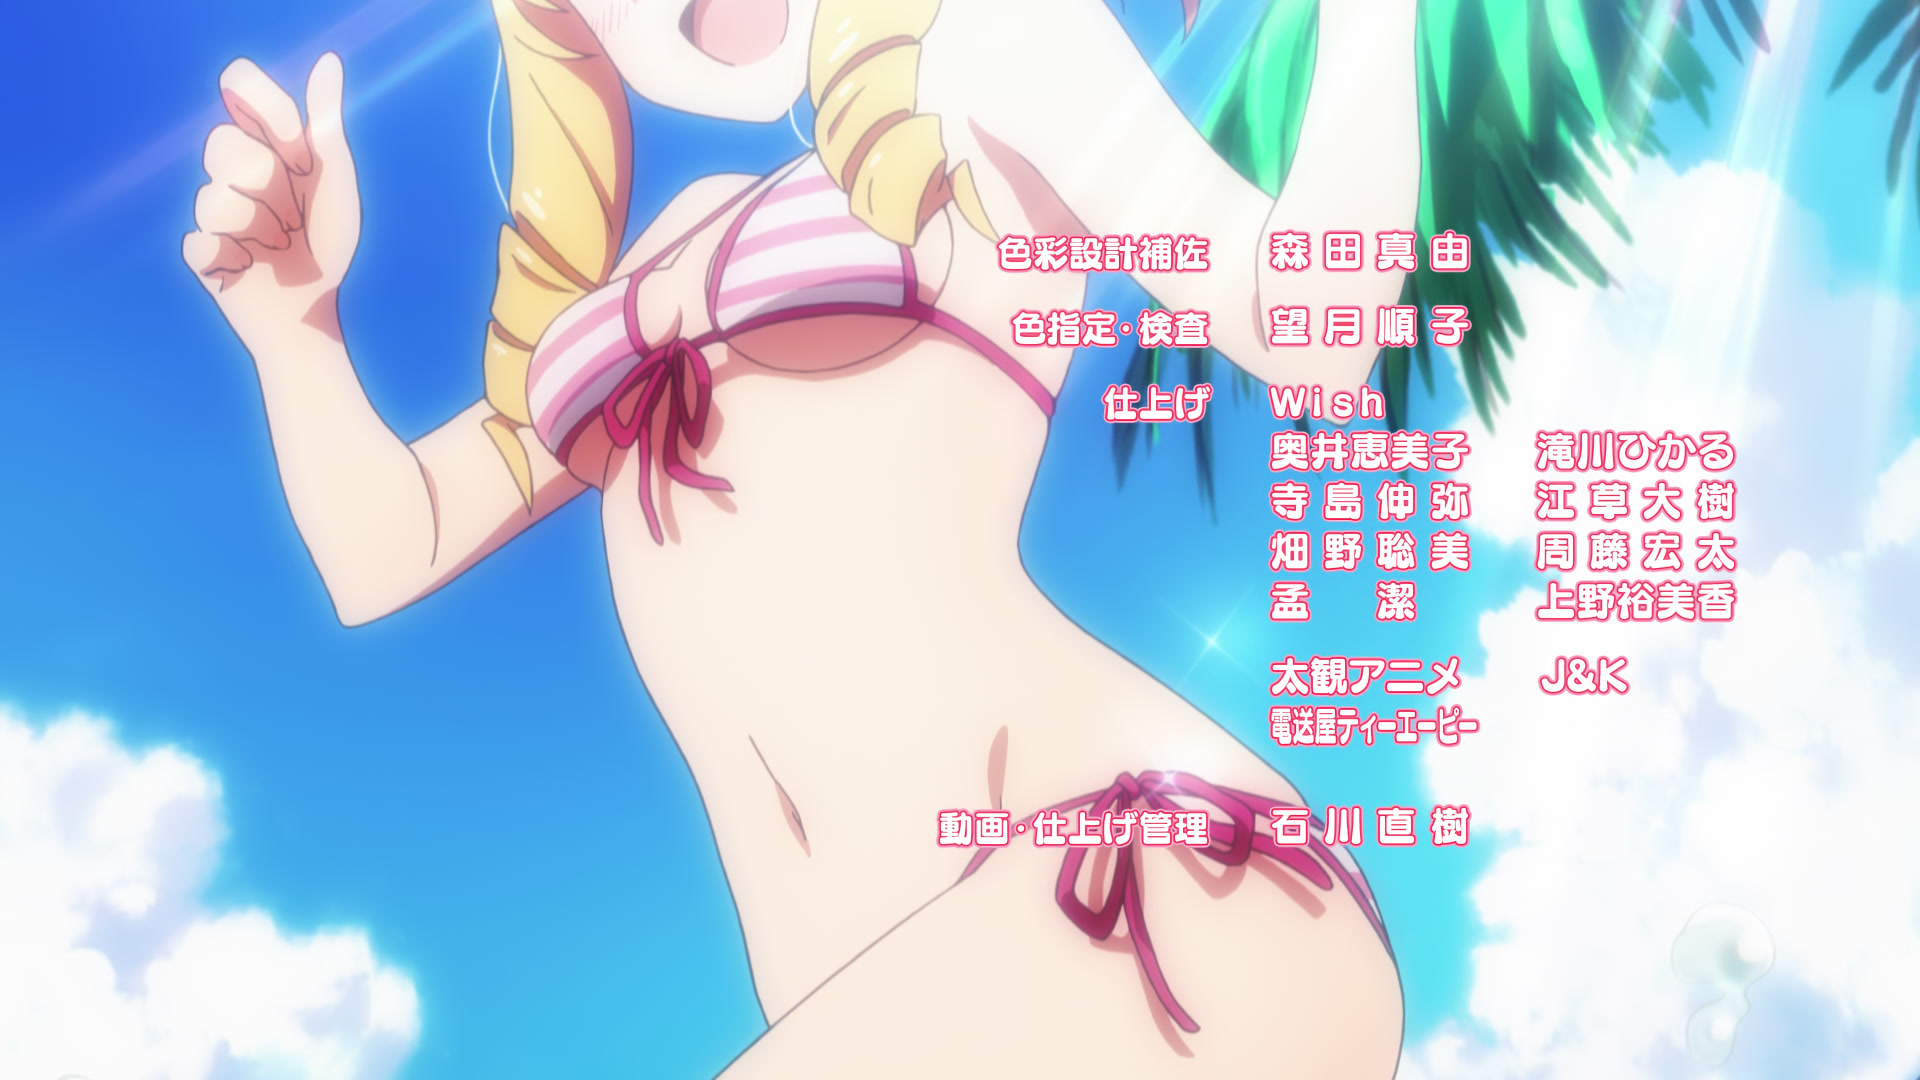 色彩設計補佐 森田真由
色指定・検査 望月順子
仕上げ Wish
奥井恵美子 滝川ひかる
寺島伸弥 江草大樹
畑野聡美 周藤宏太
孟 潔 上野裕美香
太観アニメ J&K
電送屋ティーエーピー
動画・仕上げ管理 石川直樹